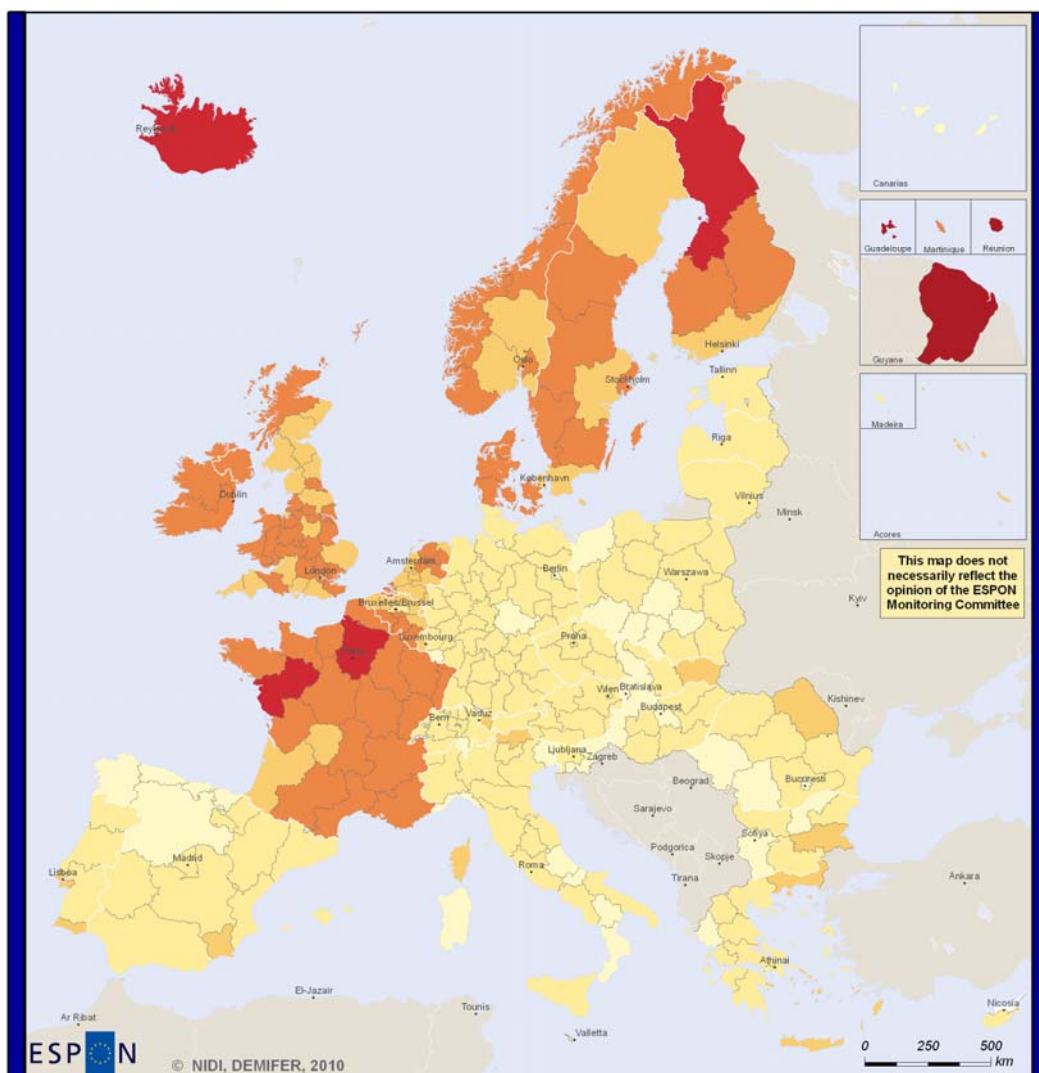 Canarias
Reykjavik
Guadeloupe
Martinique
Réunion
Guyane
Helsinki
Oslo
Tallinn
Stockholm
Madeira
Riga
København
Vilnius
Dublin
Minsk
Acores
Amsterdam
Berlin
London
Warszawa
This map does not
necessarily reflect the
opinion of the ESPON
Monitoring Committee
Bruxelles/Brussel
Kyiv
Luxembourg
Praha
Paris
Wien
Bratislava
Kishinev
Bern
Vaduz
Budapest
Ljubljana
Zagreb
Beograd
Bucuresti
Sarajevo
Sofiya
Podgorica
Skopje
Madrid
Roma
Lisboa
Tirana
Ankara
Athinai
El-Jazair
Tounis
Nicosia
Ar Ribat
Valletta
ESPON
© NIDI, DEMIFER, 2010
0 250 500
km